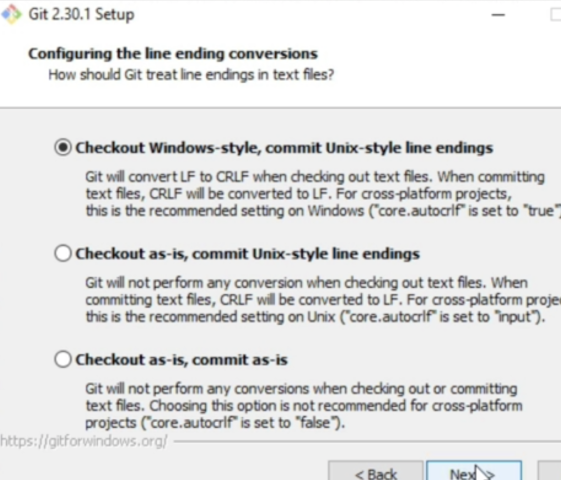 Git 2.30.1 Setup
Configuring the line ending conversions
How should Git treat line endings in text files?
Checkout Windows-style, commit Unix-style line endings
Git will convert LF to CRLF when checking out text files. When committing
text files, CRLF will be converted to LF. For cross-platform projects,
this is the recommended setting on Windows ("core.autocrlf" is set to "true"
Checkout as-is, commit Unix-style line endings
Git will not perform any conversion when checking out text files. When
committing text files, CRLF will be converted to LF. For cross-platform proje
this is the recommended setting on Unix ("core.autocrlf" is set to "input").
Checkout as-is, commit as-is
Git will not perform any conversions when checking out or committing
text files. Choosing this option is not recommended for cross-platform
projects ("core.autocrlf" is set to "false").
https://gitforwindows.org/
< Back
Next >